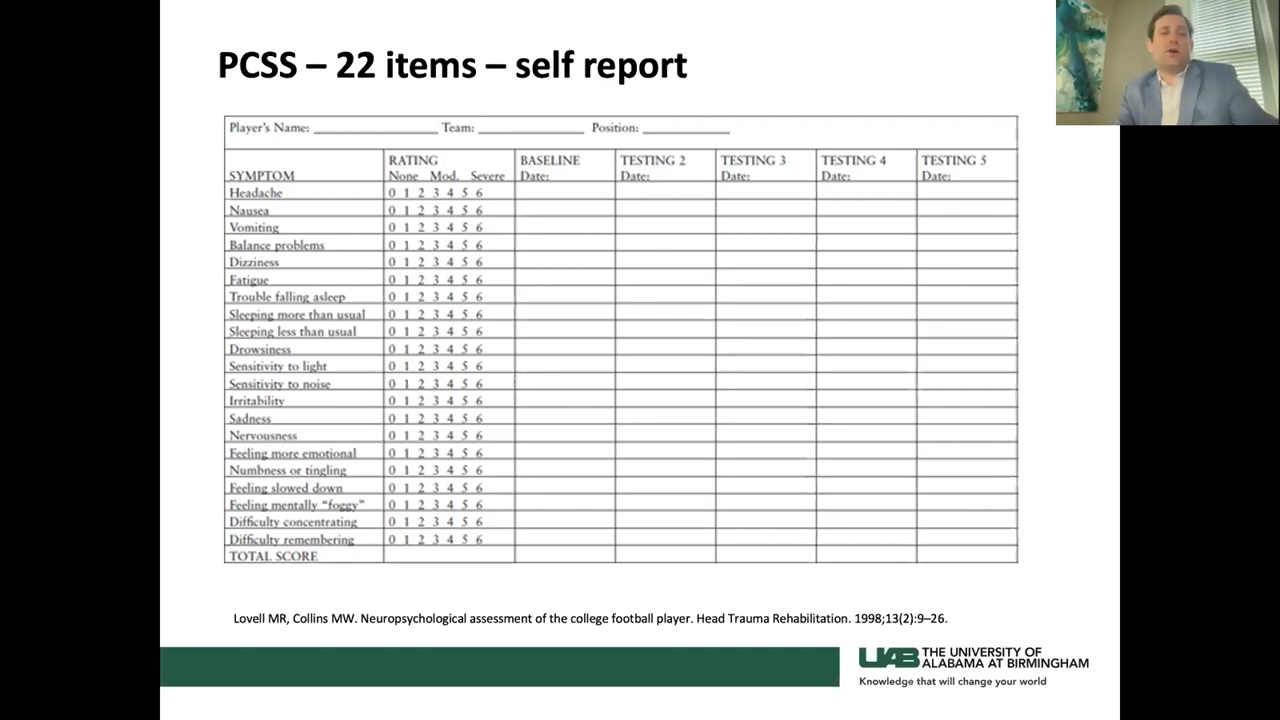 PCSS – 22 items – self report
Player's Name: ____________________ Team: _________________ Position: ______________
SYMPTOM RATING None Mod. Severe BASELINE Date: TESTING 2 Date: TESTING 3 Date: TESTING 4 Date: TESTING 5 Date:
Headache 0 1 2 3 4 5 6
Nausea 0 1 2 3 4 5 6
Vomiting 0 1 2 3 4 5 6
Balance problems 0 1 2 3 4 5 6
Dizziness 0 1 2 3 4 5 6
Fatigue 0 1 2 3 4 5 6
Trouble falling asleep 0 1 2 3 4 5 6
Sleeping more than usual 0 1 2 3 4 5 6
Sleeping less than usual 0 1 2 3 4 5 6
Drowsiness 0 1 2 3 4 5 6
Sensitivity to light 0 1 2 3 4 5 6
Sensitivity to noise 0 1 2 3 4 5 6
Irritability 0 1 2 3 4 5 6
Sadness 0 1 2 3 4 5 6
Nervousness 0 1 2 3 4 5 6
Feeling more emotional 0 1 2 3 4 5 6
Numbness or tingling 0 1 2 3 4 5 6
Feeling slowed down 0 1 2 3 4 5 6
Feeling mentally "foggy" 0 1 2 3 4 5 6
Difficulty concentrating 0 1 2 3 4 5 6
Difficulty remembering 0 1 2 3 4 5 6
TOTAL SCORE
Lovell MR, Collins MW. Neuropsychological assessment of the college football player. Head Trauma Rehabilitation. 1998;13(2):9–26.
UAB THE UNIVERSITY OF
ALABAMA AT BIRMINGHAM
Knowledge that will change your world